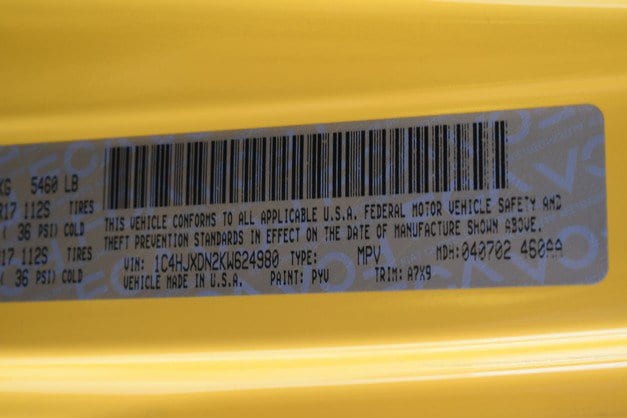 KG 5460 LB
R17 112S TIRES
( 36 PSI) COLD
R17 112S TIRES
( 36 PSI) COLD
THIS VEHICLE CONFORMS TO ALL APPLICABLE U.S.A. FEDERAL MOTOR VEHICLE SAFETY AND
THEFT PREVENTION STANDARDS IN EFFECT ON THE DATE OF MANUFACTURE SHOWN ABOVE.
VIN: 1C4HJXDN2KW624980 TYPE: MPV MDH: 040702 460AA
VEHICLE MADE IN U.S.A. PAINT: PYV TRIM: A7X9